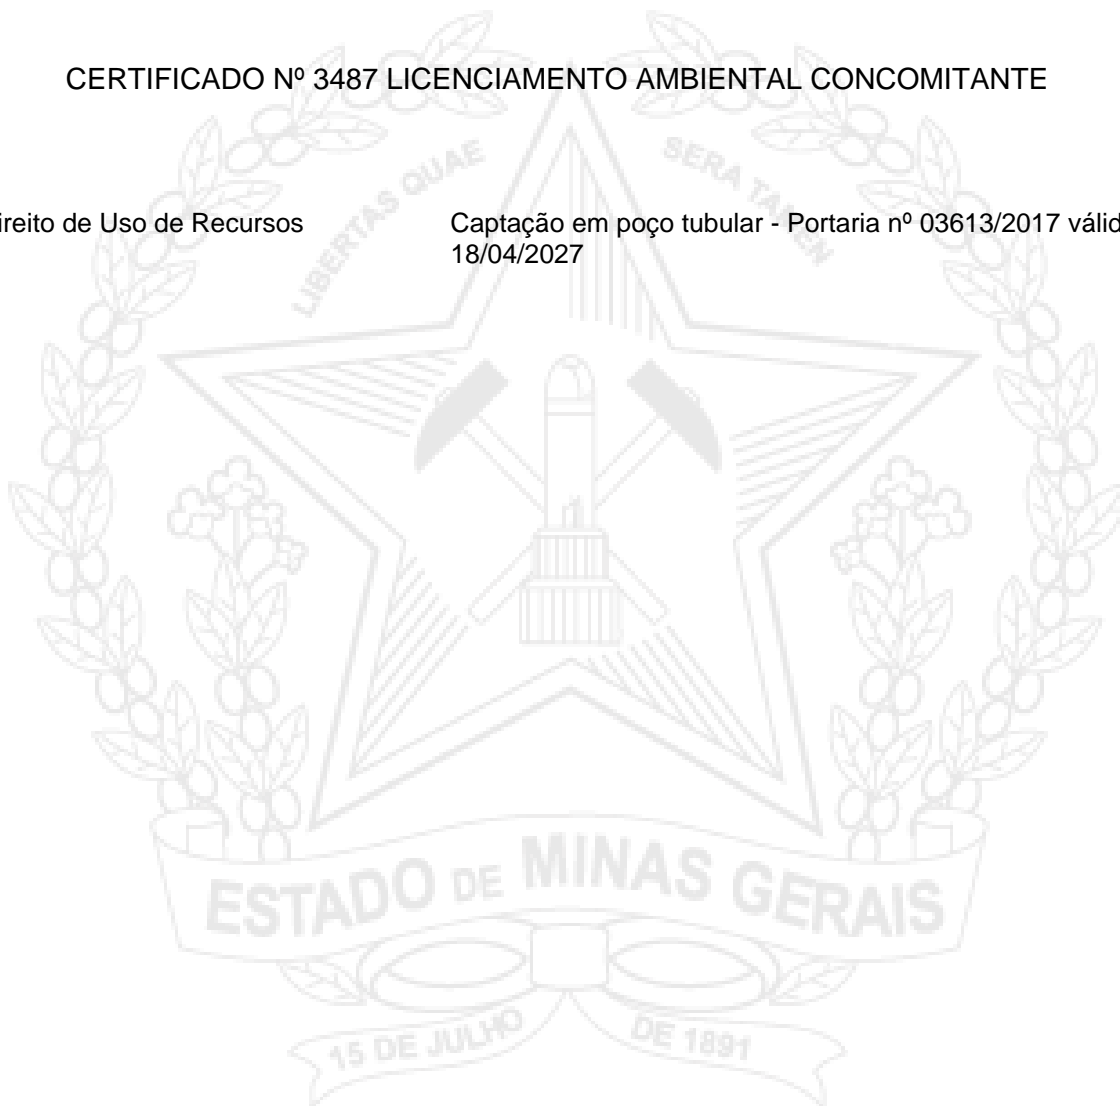 CERTIFICADO Nº 3487 LICENCIAMENTO AMBIENTAL CONCOMITANTE
ireito de Uso de Recursos
Captação em poço tubular - Portaria nº 03613/2017 válid
18/04/2027
LIBERTAS QUAE SERA TAMEN
ESTADO DE MINAS GERAIS
15 DE JULHO DE 1891